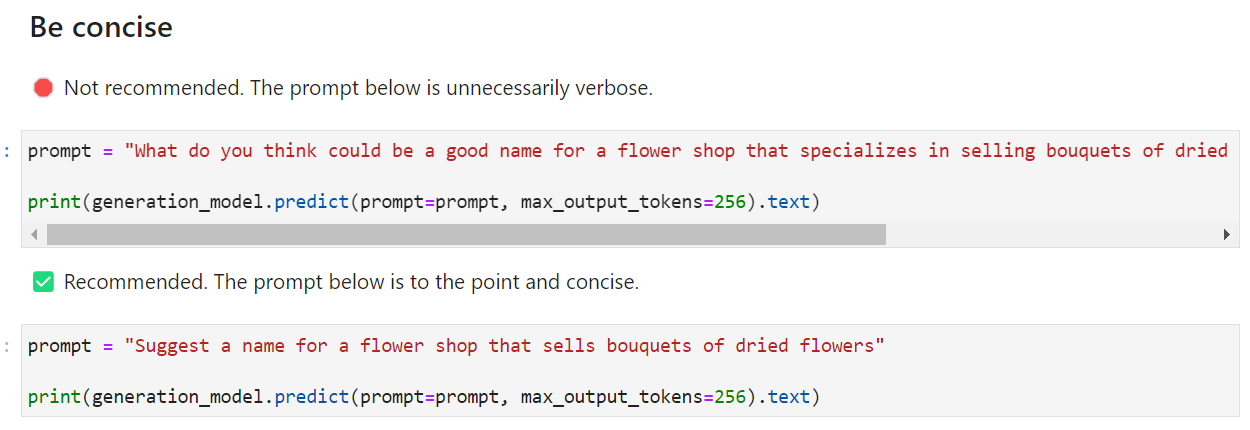 Be concise
Not recommended. The prompt below is unnecessarily verbose.
: prompt = "What do you think could be a good name for a flower shop that specializes in selling bouquets of dried
print(generation_model.predict(prompt=prompt, max_output_tokens=256).text)
Recommended. The prompt below is to the point and concise.
: prompt = "Suggest a name for a flower shop that sells bouquets of dried flowers"
print(generation_model.predict(prompt=prompt, max_output_tokens=256).text)